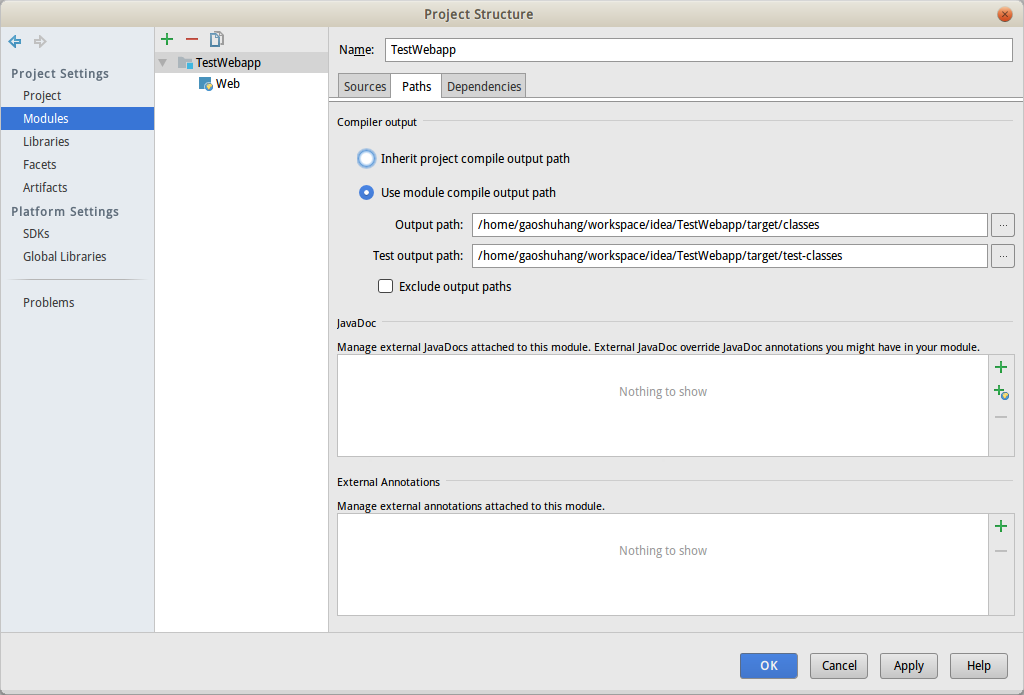 Project Structure
Project Settings
Project
Modules
Libraries
Facets
Artifacts
Platform Settings
SDKs
Global Libraries
Problems
TestWebapp
Web
Name: TestWebapp
Sources Paths Dependencies
Compiler output
Inherit project compile output path
Use module compile output path
Output path: /home/gaoshuhang/workspace/idea/TestWebapp/target/classes ...
Test output path: /home/gaoshuhang/workspace/idea/TestWebapp/target/test-classes ...
Exclude output paths
JavaDoc
Manage external JavaDocs attached to this module. External JavaDoc override JavaDoc annotations you might have in your module.
Nothing to show
External Annotations
Manage external annotations attached to this module.
Nothing to show
OK Cancel Apply Help